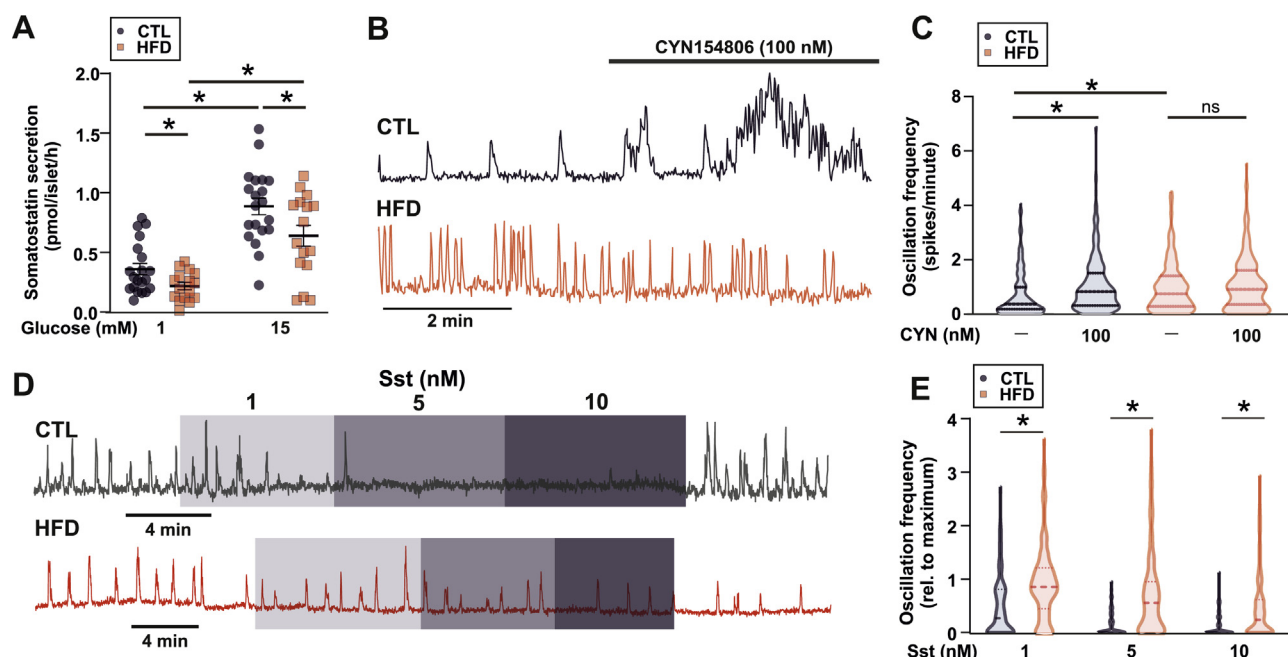 A
CTL
HFD
Somatostatin secretion
(pmol/islet/h)
2.0
1.5
1.0
0.5
0.0
*
*
*
*
Glucose (mM)
1
15
B
CYN154806 (100 nM)
CTL
HFD
2 min
C
CTL
HFD
Oscillation frequency
(spikes/minute)
8
6
4
2
0
*
*
ns
CYN (nM)
—
100
—
100
D
Sst (nM)
1
5
10
CTL
4 min
HFD
4 min
E
CTL
HFD
Oscillation frequency
(rel. to maximum)
4
3
2
1
0
*
*
*
Sst (nM)
1
5
10